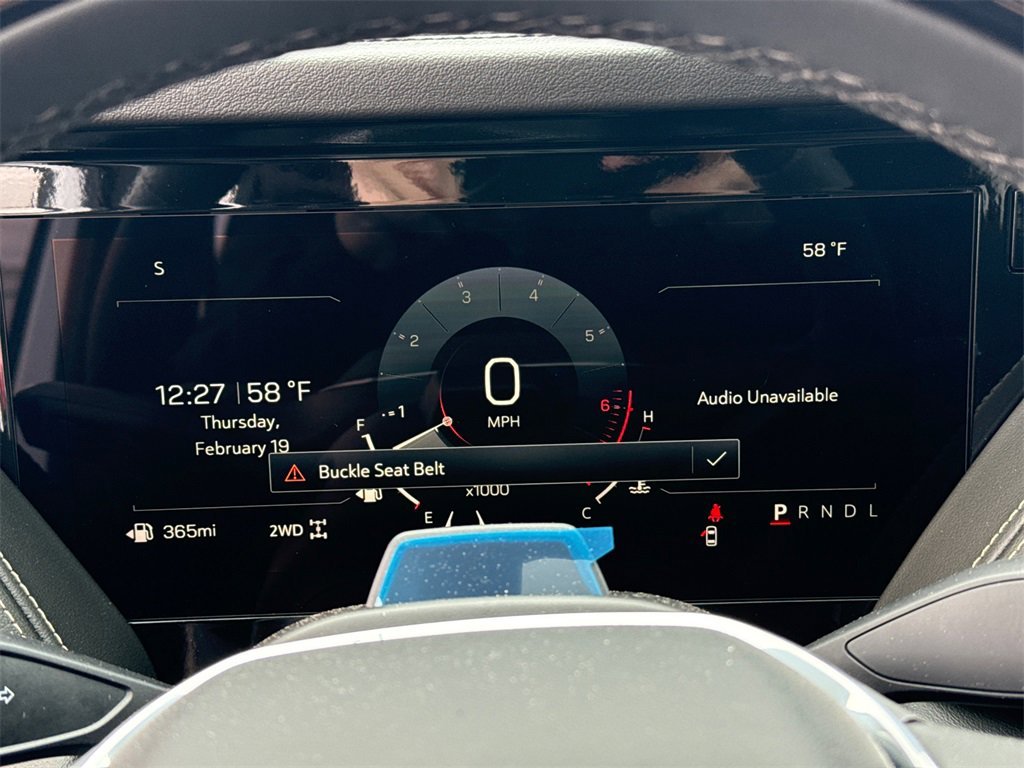 S
58 °F
3
4
2
5
12:27 | 58 °F
0
Audio Unavailable
1
6
Thursday,
MPH
F
H
February 19
Buckle Seat Belt
x1000
E
C
365mi
2WD
P R N D L